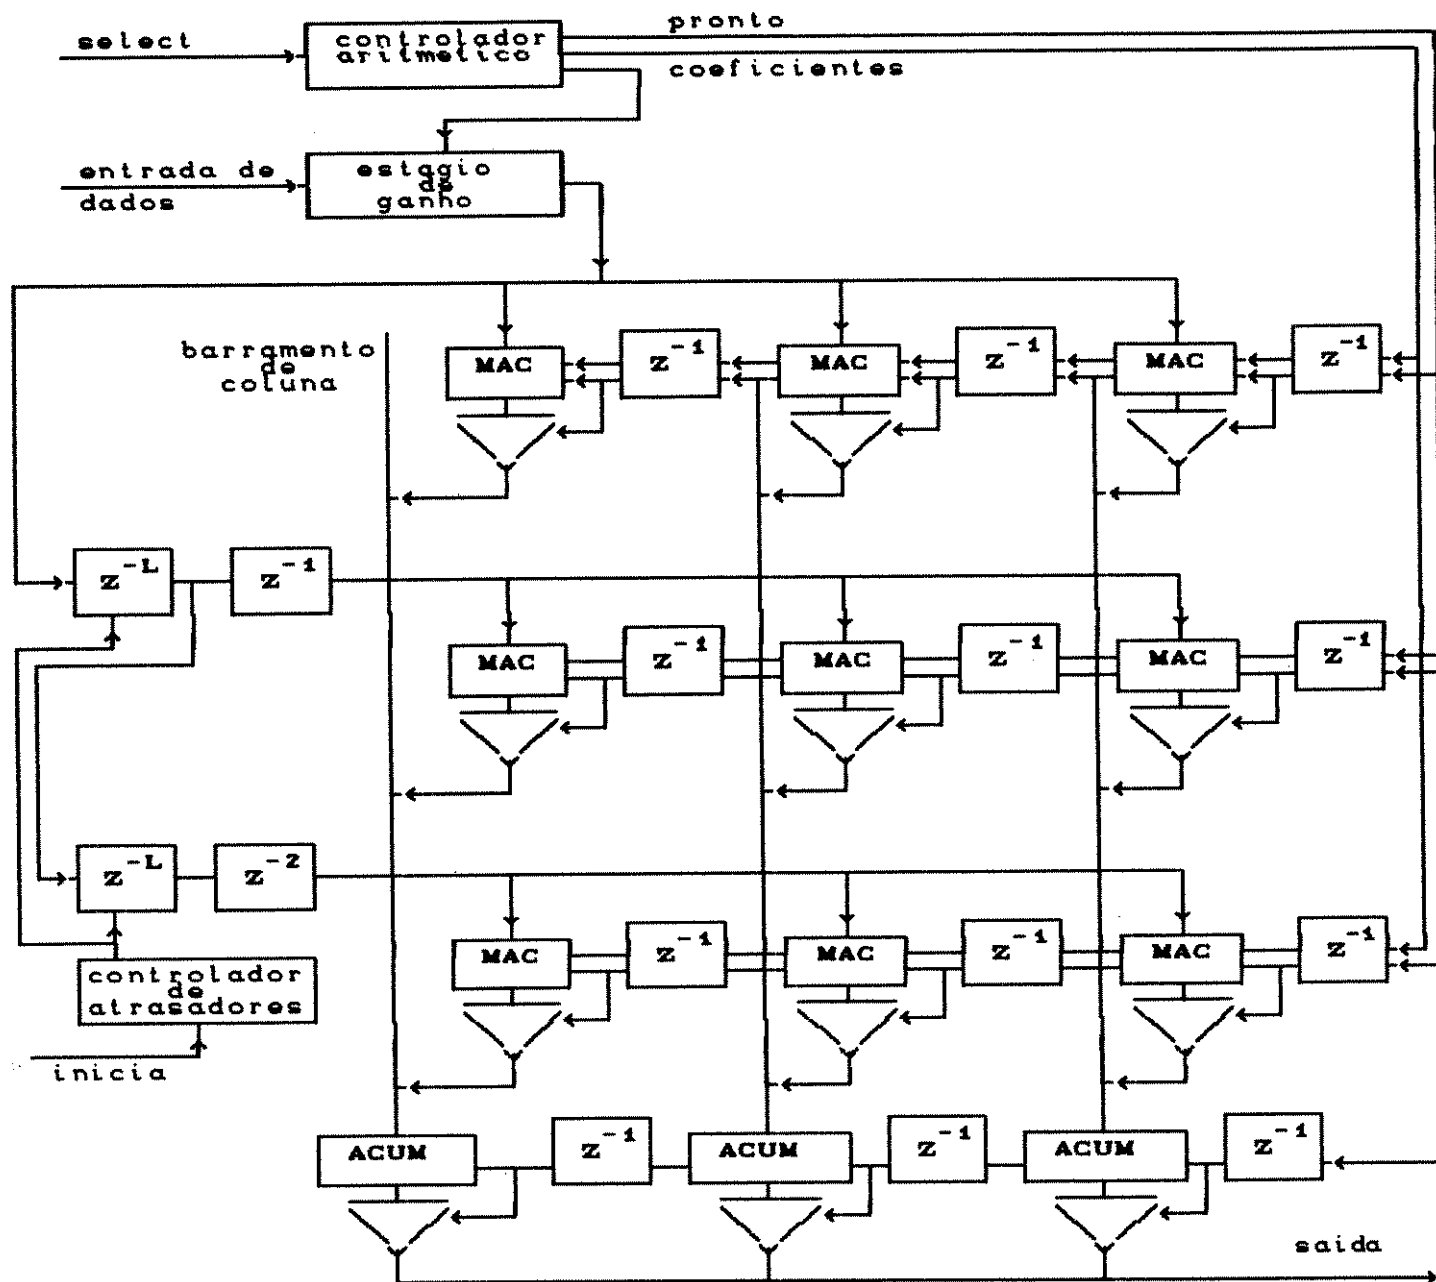 select
controlador
aritmetico
pronto
coeficientes
entrada de
dados
estagio
de
ganho
barramento
de
coluna
MAC
Z^-1
MAC
Z^-1
MAC
Z^-1
Z^-L
Z^-1
MAC
Z^-1
MAC
Z^-1
MAC
Z^-1
Z^-L
Z^-2
MAC
Z^-1
MAC
Z^-1
MAC
Z^-1
controlador
de
atrasadores
inicia
ACUM
Z^-1
ACUM
Z^-1
ACUM
Z^-1
saida